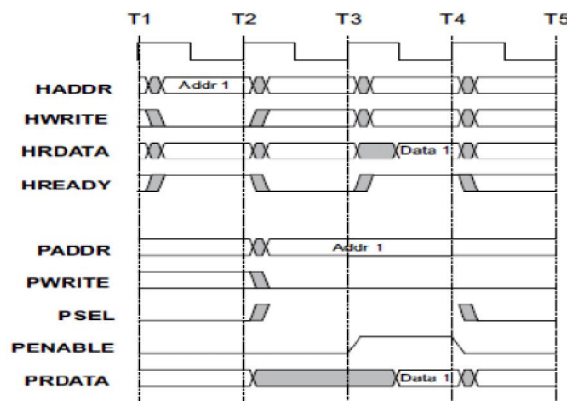 T1 T2 T3 T4 T5
HADDR Addr 1
HWRITE
HRDATA Data 1
HREADY
PADDR Addr 1
PWRITE
PSEL
PENABLE
PRDATA Data 1